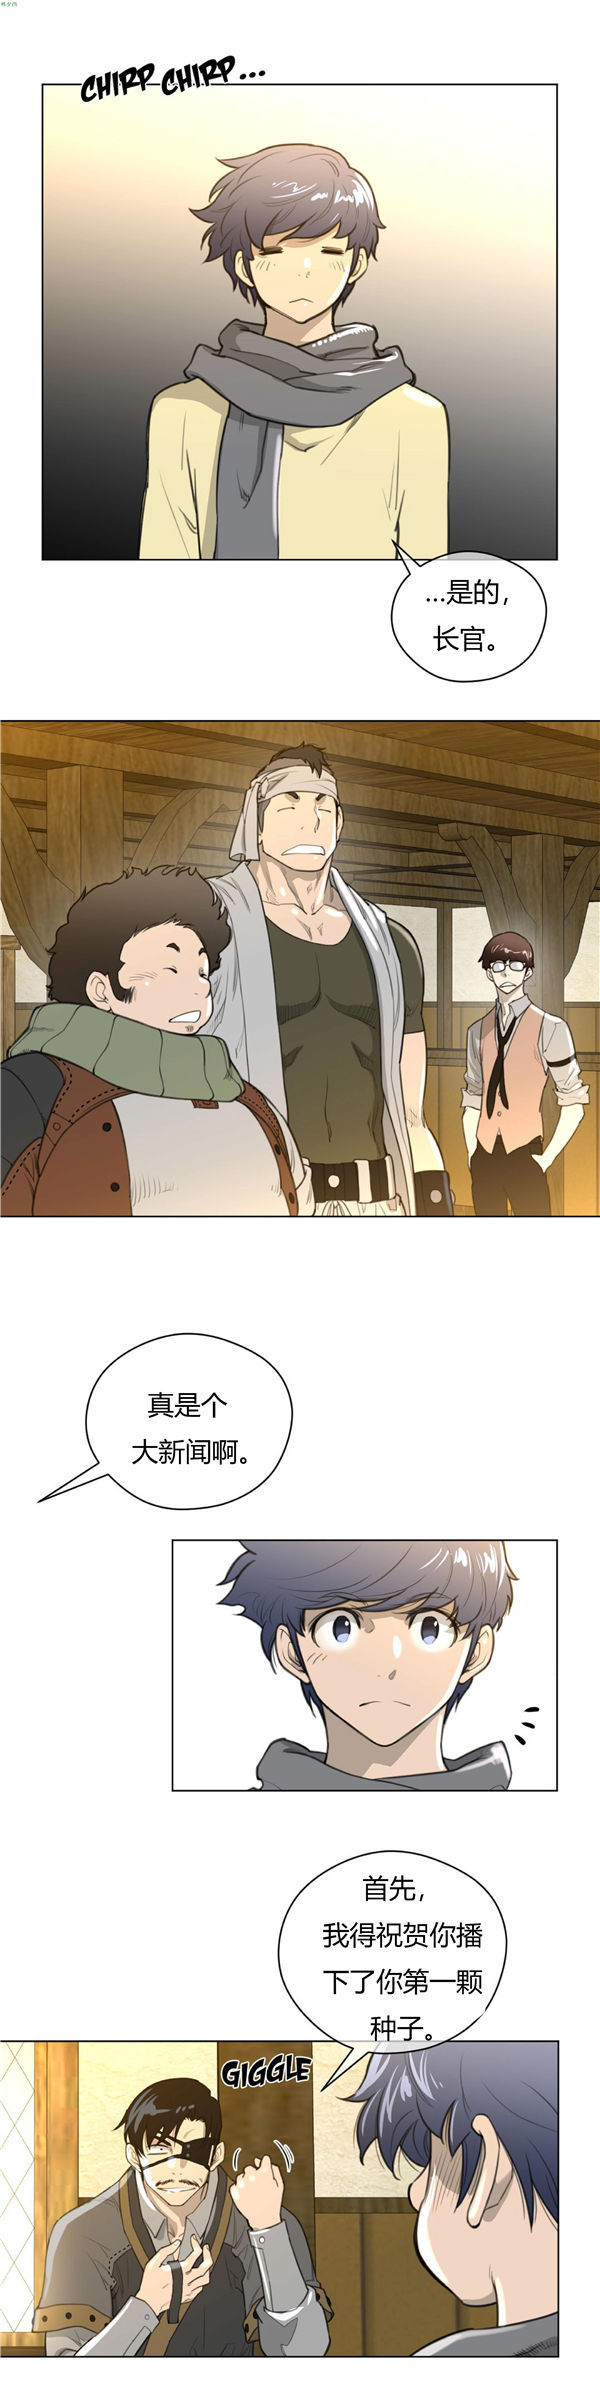 CHIRP CHIRP...
...是的，
长官。
真是个
大新闻啊。
首先，
我得祝贺你播
下了你第一颗
种子。
GIGGLE